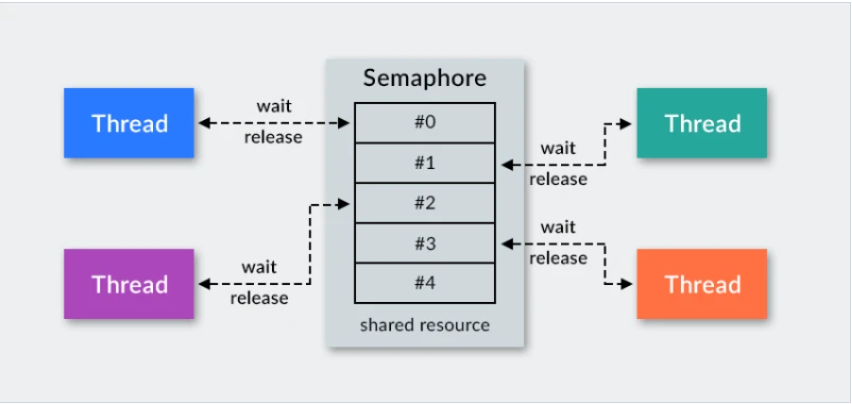 Semaphore
Thread
wait
release
#0
Thread
#1
wait
release
#2
Thread
wait
release
#3
wait
release
Thread
#4
shared resource